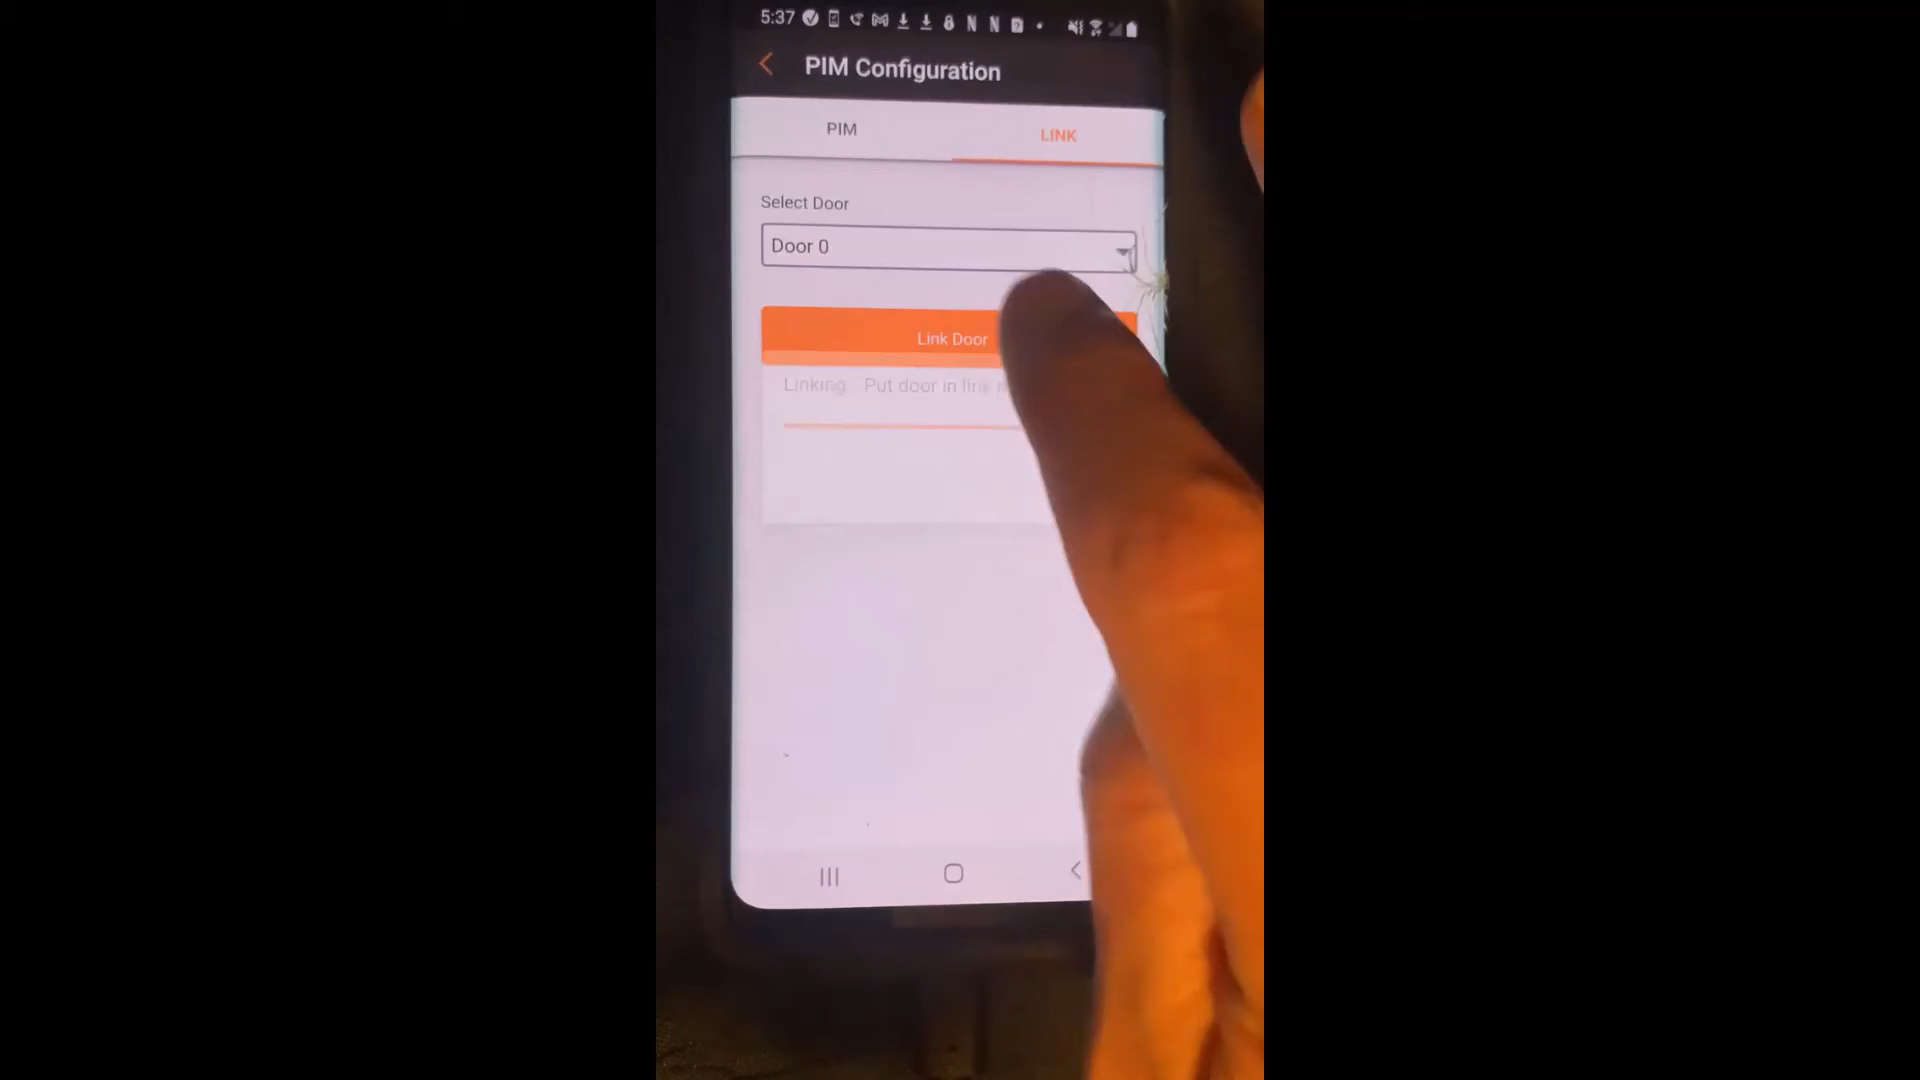 5:37
PIM Configuration
PIM
LINK
Select Door
Door 0
Link Door
Linking Put door in link